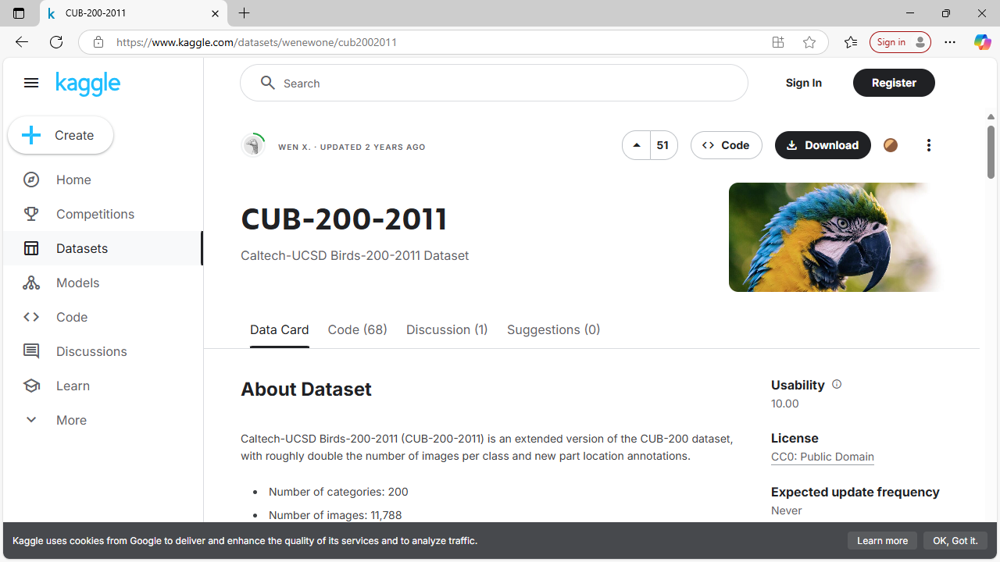 CUB-200-2011
https://www.kaggle.com/datasets/wenewone/cub2002011
Sign in
kaggle
Search
Sign In
Register
Create
Home
Competitions
Datasets
Models
Code
Discussions
Learn
More
WEN X. · UPDATED 2 YEARS AGO
51
Code
Download
CUB-200-2011
Caltech-UCSD Birds-200-2011 Dataset
Data Card
Code (68)
Discussion (1)
Suggestions (0)
About Dataset
Caltech-UCSD Birds-200-2011 (CUB-200-2011) is an extended version of the CUB-200 dataset,
with roughly double the number of images per class and new part location annotations.
• Number of categories: 200
• Number of images: 11,788
Usability
10.00
License
CC0: Public Domain
Expected update frequency
Never
Kaggle uses cookies from Google to deliver and enhance the quality of its services and to analyze traffic.
Learn more
OK, Got it.